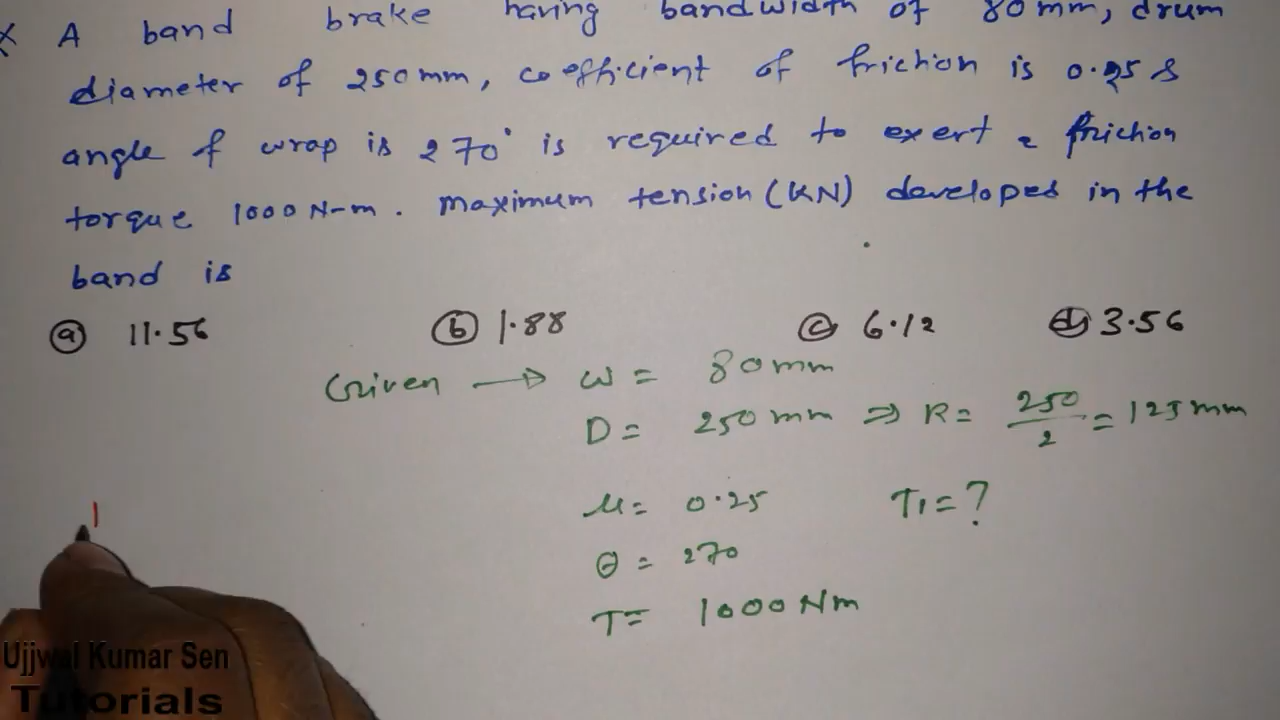 A band brake having bandwidth of 80mm, drum
diameter of 250mm, coefficient of friction is 0.25 &
angle of wrap is 270° is required to exert a friction
torque 1000 N-m. maximum tension (KN) developed in the
band is
(a) 11.56 (b) 1.88 (c) 6.12 (d) 3.56
Given → w = 80mm
D = 250 mm ⇒ R = 250/2 = 125 mm
μ = 0.25 T1 = ?
θ = 270
T = 1000 Nm
Ujjwal Kumar Sen
Tutorials